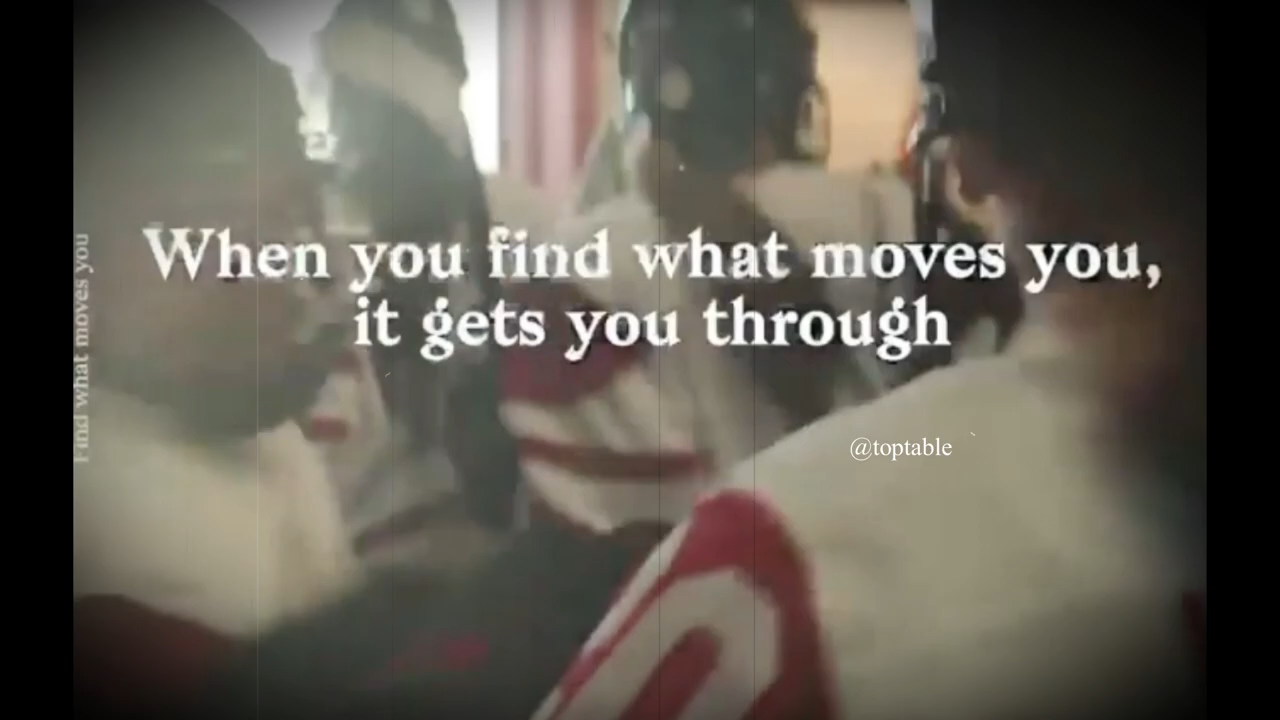 When you find what moves you,
it gets you through
@toptable
Find what moves you